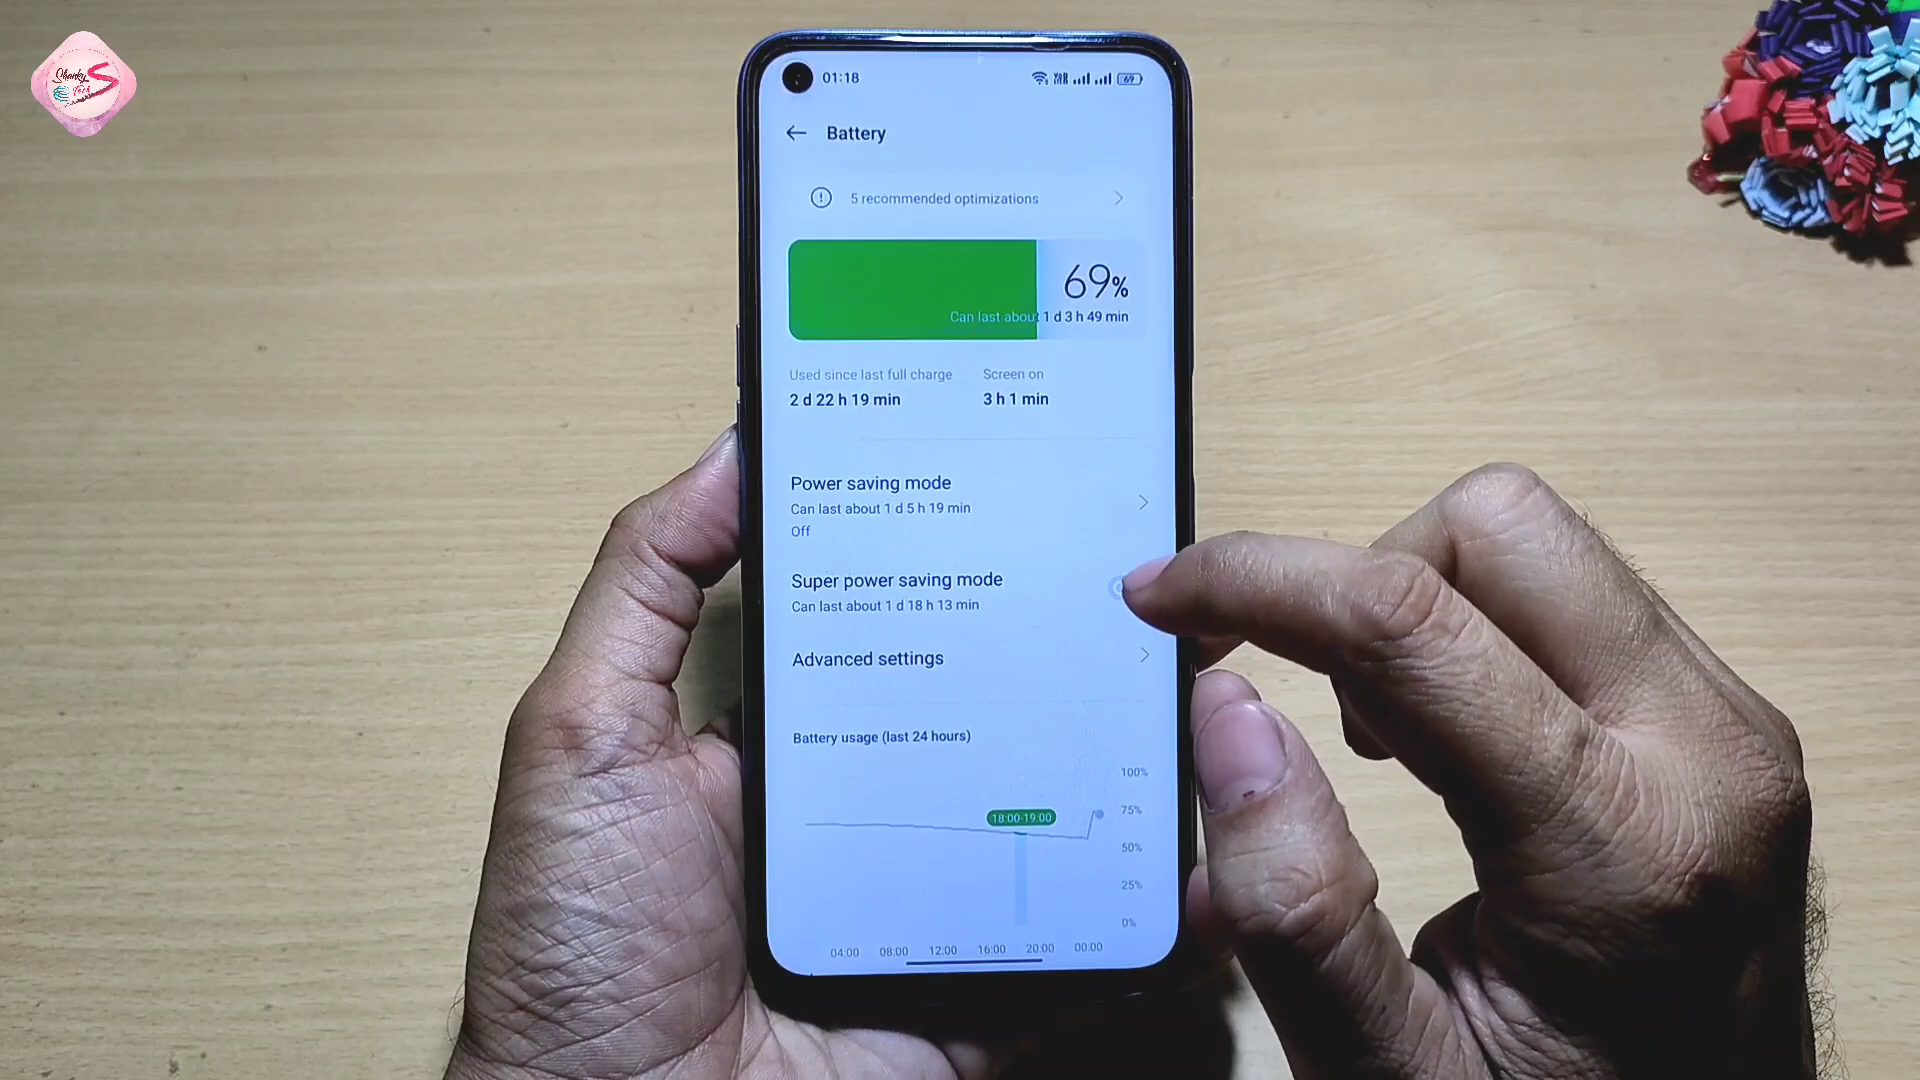 Shanky
Tech
01:18
69
Battery
5 recommended optimizations
69%
Can last about 1 d 3 h 49 min
Used since last full charge
Screen on
2 d 22 h 19 min
3 h 1 min
Power saving mode
Can last about 1 d 5 h 19 min
Off
Super power saving mode
Can last about 1 d 18 h 13 min
Advanced settings
Battery usage (last 24 hours)
100%
18:00-19:00
75%
50%
25%
0%
04:00 08:00 12:00 16:00 20:00 00:00